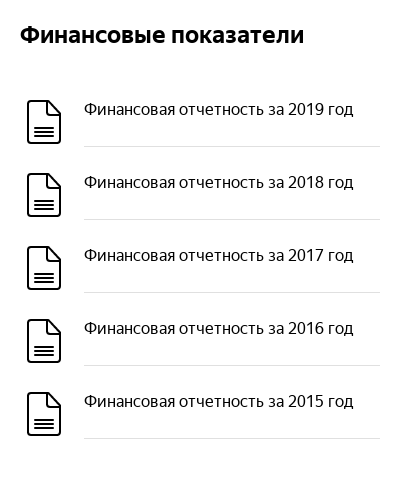 Финансовые показатели
Финансовая отчетность за 2019 год
Финансовая отчетность за 2018 год
Финансовая отчетность за 2017 год
Финансовая отчетность за 2016 год
Финансовая отчетность за 2015 год